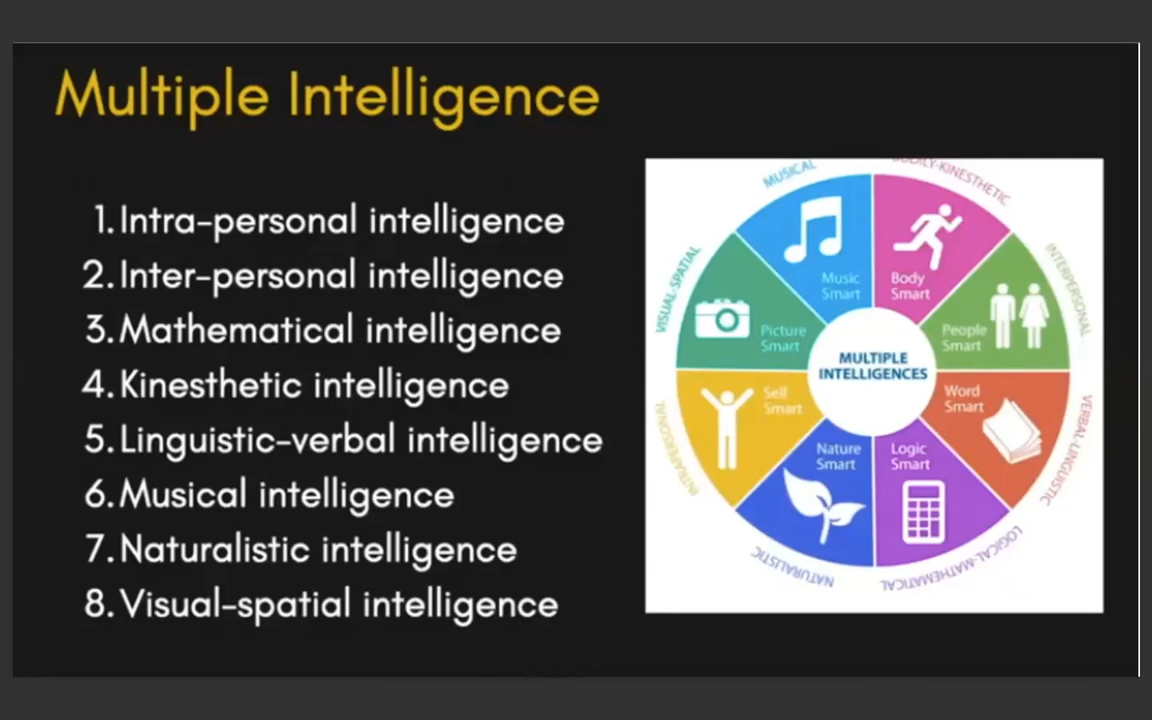 Multiple Intelligence
1. Intra-personal intelligence
2. Inter-personal intelligence
3. Mathematical intelligence
4. Kinesthetic intelligence
5. Linguistic-verbal intelligence
6. Musical intelligence
7. Naturalistic intelligence
8. Visual-spatial intelligence
MUSICAL
BODILY-KINESTHETIC
INTERPERSONAL
VERBAL-LINGUISTIC
LOGICAL-MATHEMATICAL
NATURALISTIC
INTRAPERSONAL
VISUAL-SPATIAL
Music
Smart
Body
Smart
People
Smart
Word
Smart
Logic
Smart
Nature
Smart
Self
Smart
Picture
Smart
MULTIPLE
INTELLIGENCES